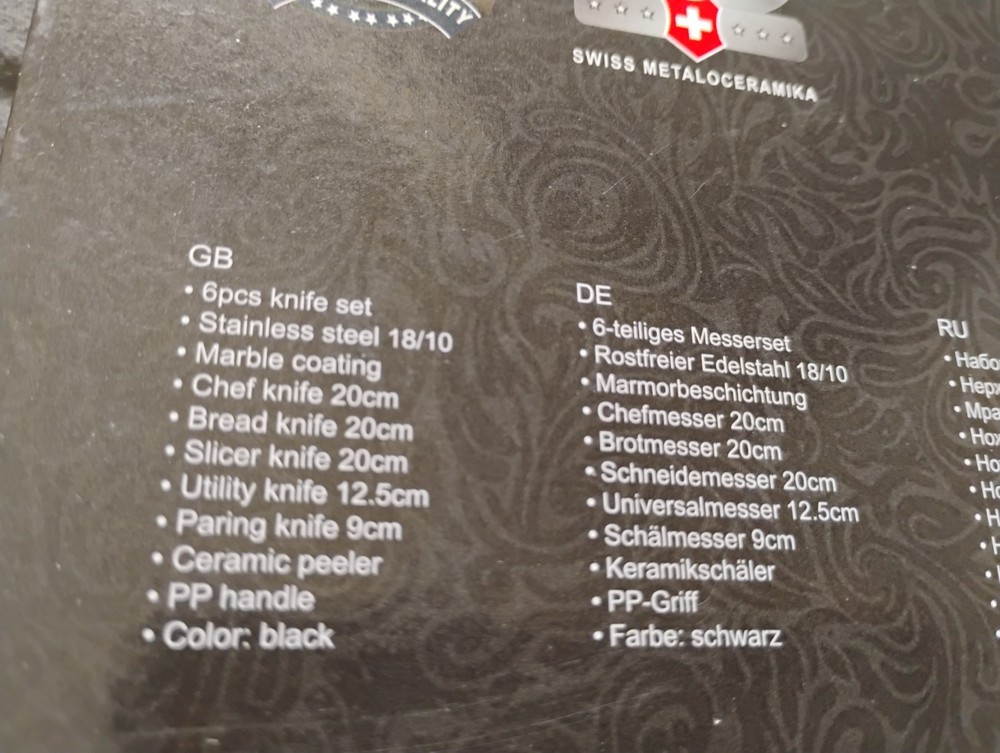 SWISS METALOCERAMIKA
GB
• 6pcs knife set
• Stainless steel 18/10
• Marble coating
• Chef knife 20cm
• Bread knife 20cm
• Slicer knife 20cm
• Utility knife 12.5cm
• Paring knife 9cm
• Ceramic peeler
• PP handle
• Color: black
DE
• 6-teiliges Messerset
• Rostfreier Edelstahl 18/10
• Marmorbeschichtung
• Chefmesser 20cm
• Brotmesser 20cm
• Schneidemesser 20cm
• Universalmesser 12.5cm
• Schälmesser 9cm
• Keramikschäler
• PP-Griff
• Farbe: schwarz
RU